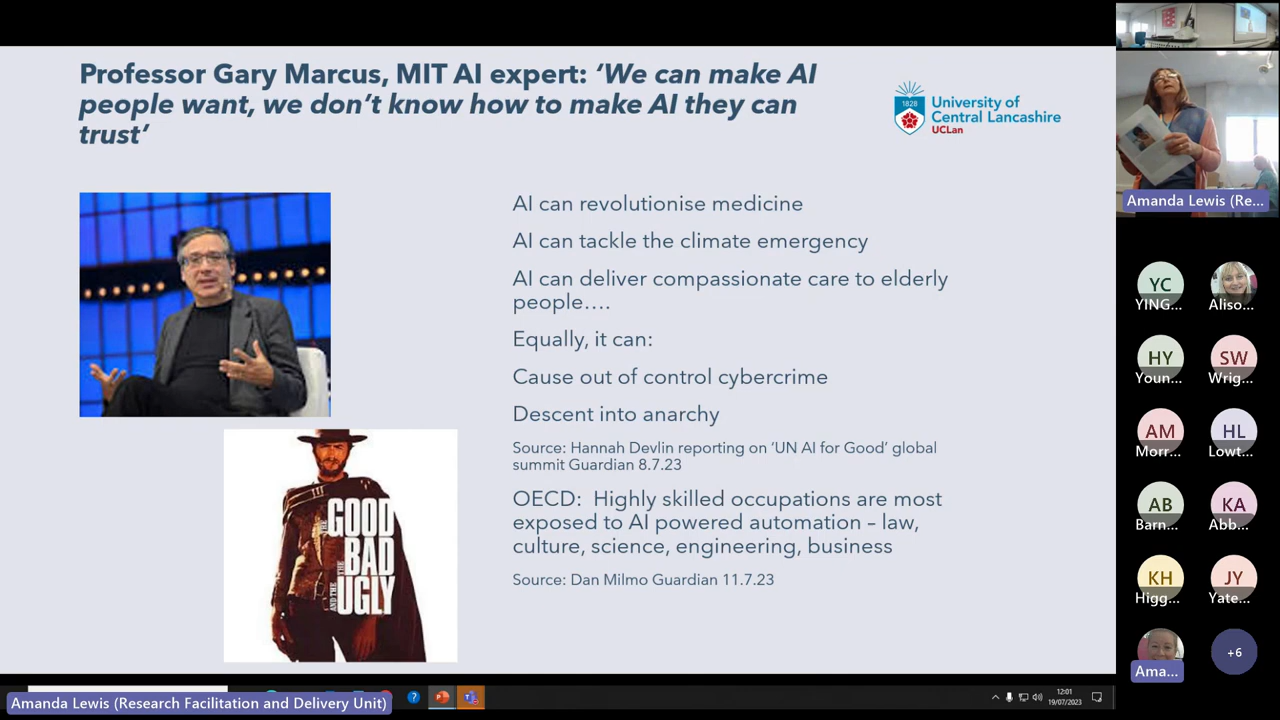 Professor Gary Marcus, MIT AI expert: ‘We can make AI
people want, we don’t know how to make AI they can
trust’
1828
University of
Central Lancashire
UCLan
AI can revolutionise medicine
AI can tackle the climate emergency
AI can deliver compassionate care to elderly
people….
Equally, it can:
Cause out of control cybercrime
Descent into anarchy
Source: Hannah Devlin reporting on ‘UN AI for Good’ global
summit Guardian 8.7.23
OECD:  Highly skilled occupations are most
exposed to AI powered automation – law,
culture, science, engineering, business
Source: Dan Milmo Guardian 11.7.23
THE GOOD
THE BAD
AND THE UGLY
Amanda Lewis (Re...
YC
YING...
Aliso...
HY
Youn...
SW
Wrig...
AM
Morr...
HL
Lowt...
AB
Barn...
KA
Abb...
KH
Higg...
JY
Yate...
Ama...
+6
Amanda Lewis (Research Facilitation and Delivery Unit)
12:01
19/07/2023